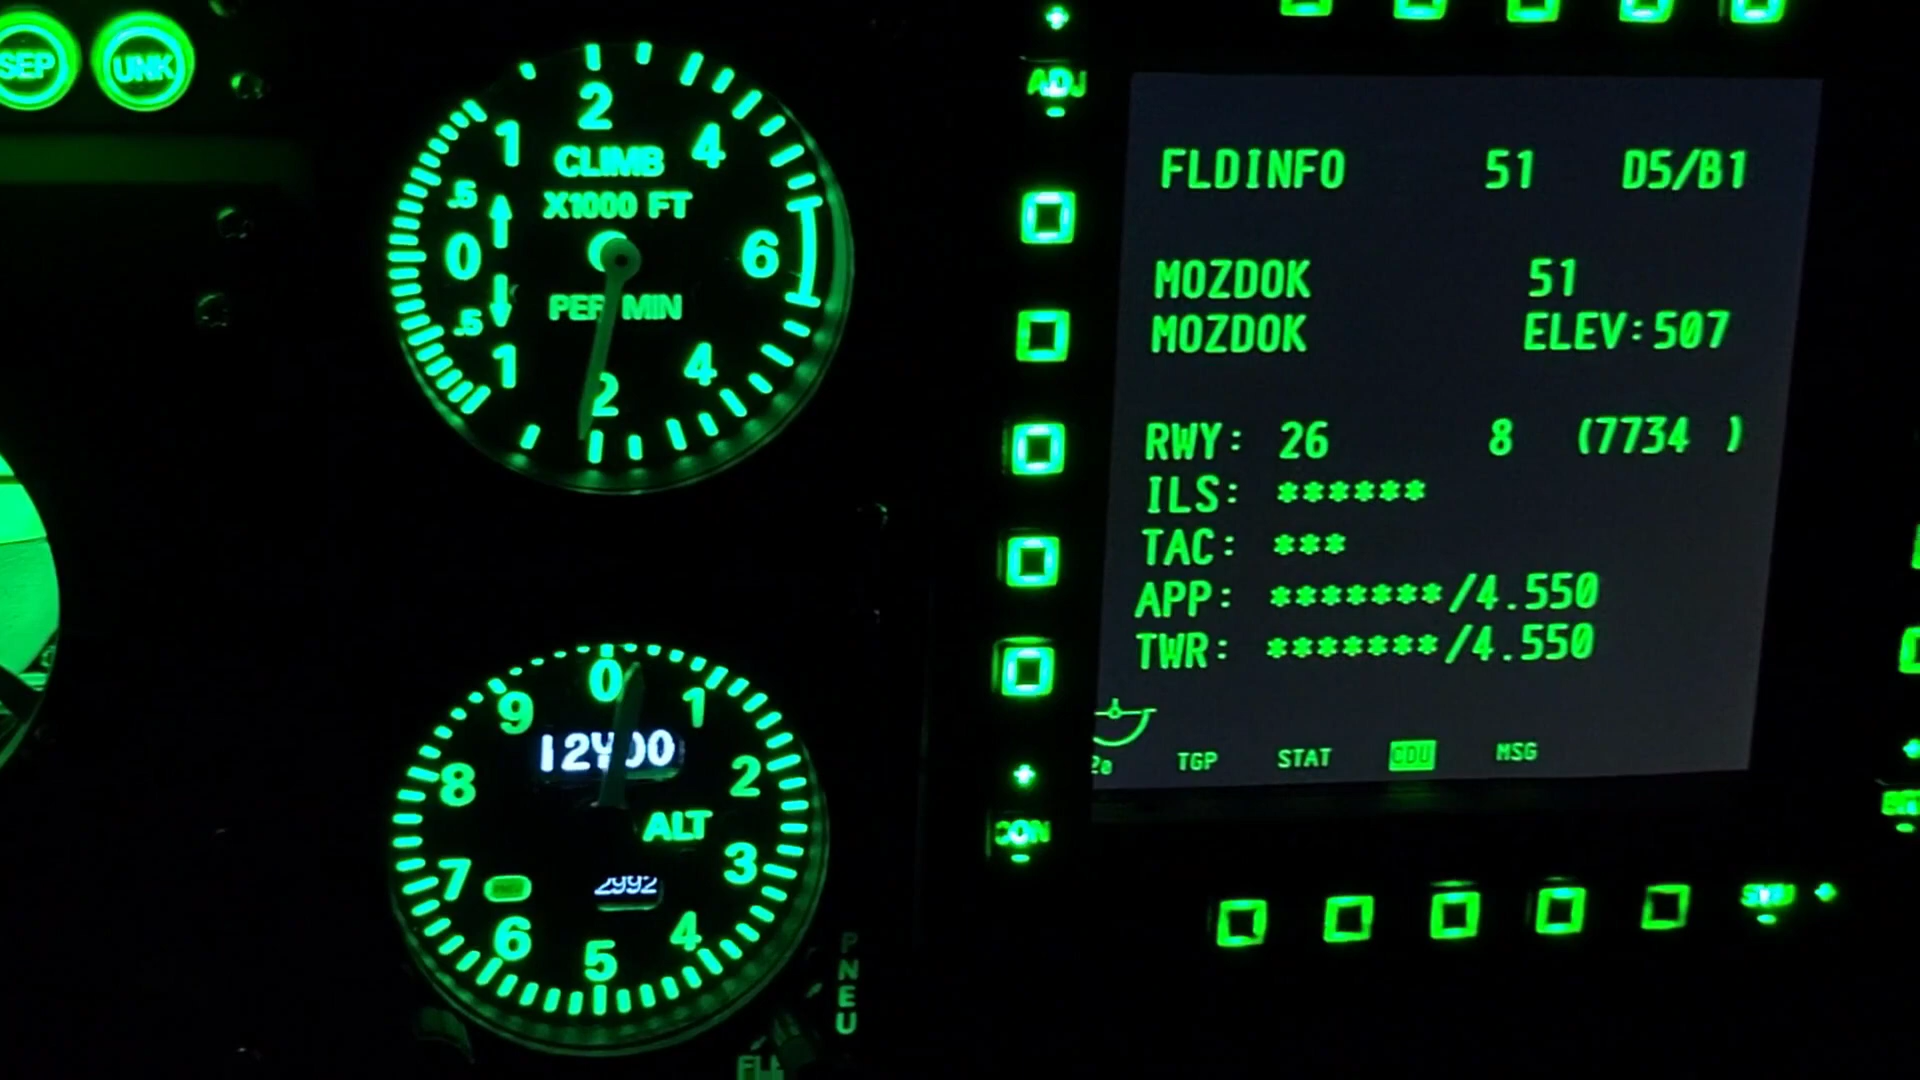 SEP UNK
2
1 4
CLIMB
X1000 FT
.5
0 6
PER MIN
.5
1 4
2
0
9 1
8 2
ALT
7 3
2992
6 4
5
PNEU
ADJ
FLDINFO 51 D5/B1
MOZDOK 51
MOZDOK ELEV:507
RWY: 26 8 (7734 )
ILS: ******
TAC: ***
APP: *******/4.550
TWR: *******/4.550
TGP STAT CDU MSG
CON